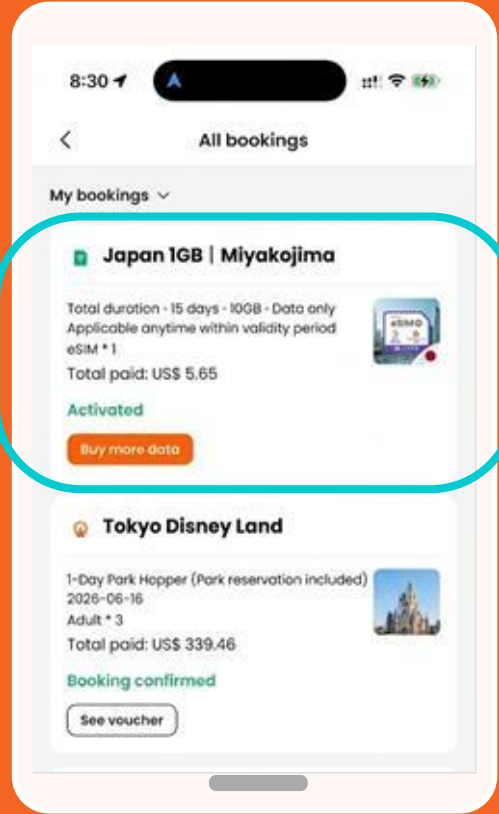 8:30
All bookings
My bookings
Japan 1GB | Miyakojima
Total duration - 15 days - 10GB - Data only
Applicable anytime within validity period
eSIM * 1
eSIM
Total paid: US$ 5.65
Activated
Buy more data
Tokyo Disney Land
1-Day Park Hopper (Park reservation included)
2026-06-16
Adult * 3
Total paid: US$ 339.46
Booking confirmed
See voucher